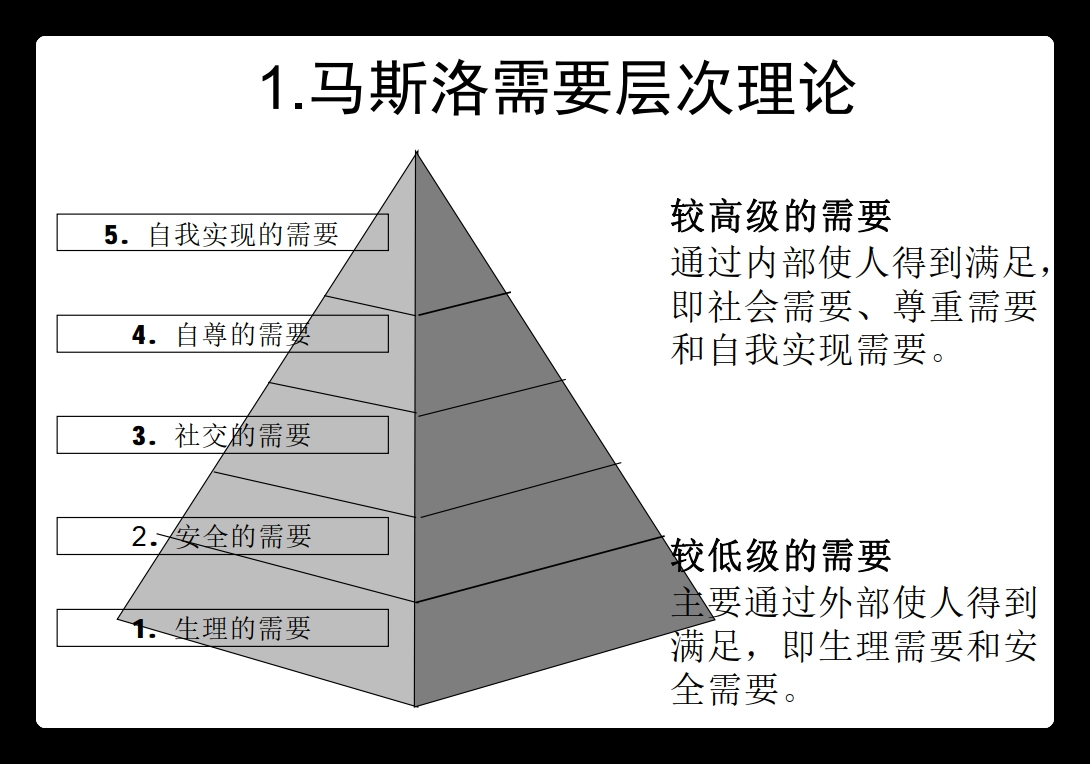 1.马斯洛需要层次理论
5. 自我实现的需要
4. 自尊的需要
3. 社交的需要
2. 安全的需要
1. 生理的需要
较高级的需要
通过内部使人得到满足，
即社会需要、尊重需要
和自我实现需要。
较低级的需要
主要通过外部使人得到
满足，即生理需要和安
全需要。